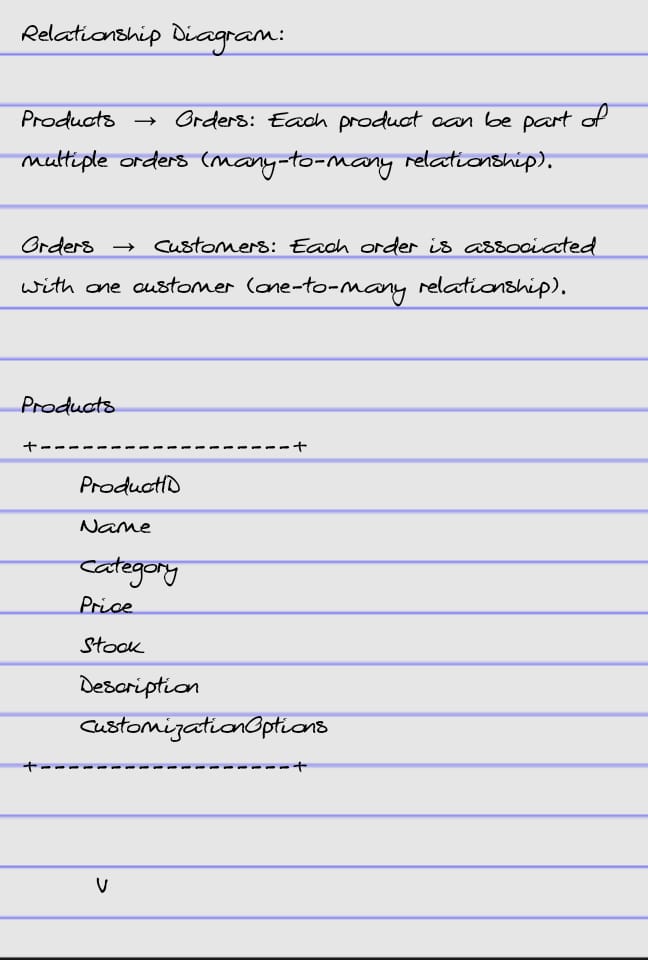 Relationship Diagram:
Products → Orders: Each product can be part of
multiple orders (many-to-many relationship).
Orders → Customers: Each order is associated
with one customer (one-to-many relationship).
Products
+------------------+
ProductID
Name
Category
Price
Stock
Description
CustomizationOptions
+------------------+
v